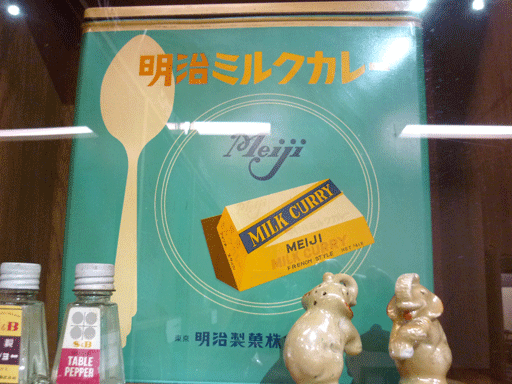 明治ミルクカレー
Meiji
MILK CURRY
MEIJI
MILK CURRY
FRENCH STYLE
NET
明治製菓株
S&B
S&B
TABLE
PEPPER